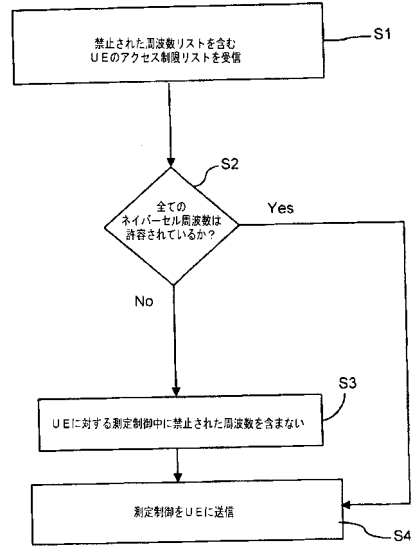 禁止された周波数リストを含む
UEのアクセス制限リストを受信
S1
S2
全ての
ネイバーセル周波数は
許容されているか?
Yes
No
S3
UEに対する測定制御中に禁止された周波数を含まない
測定制御をUEに送信
S4